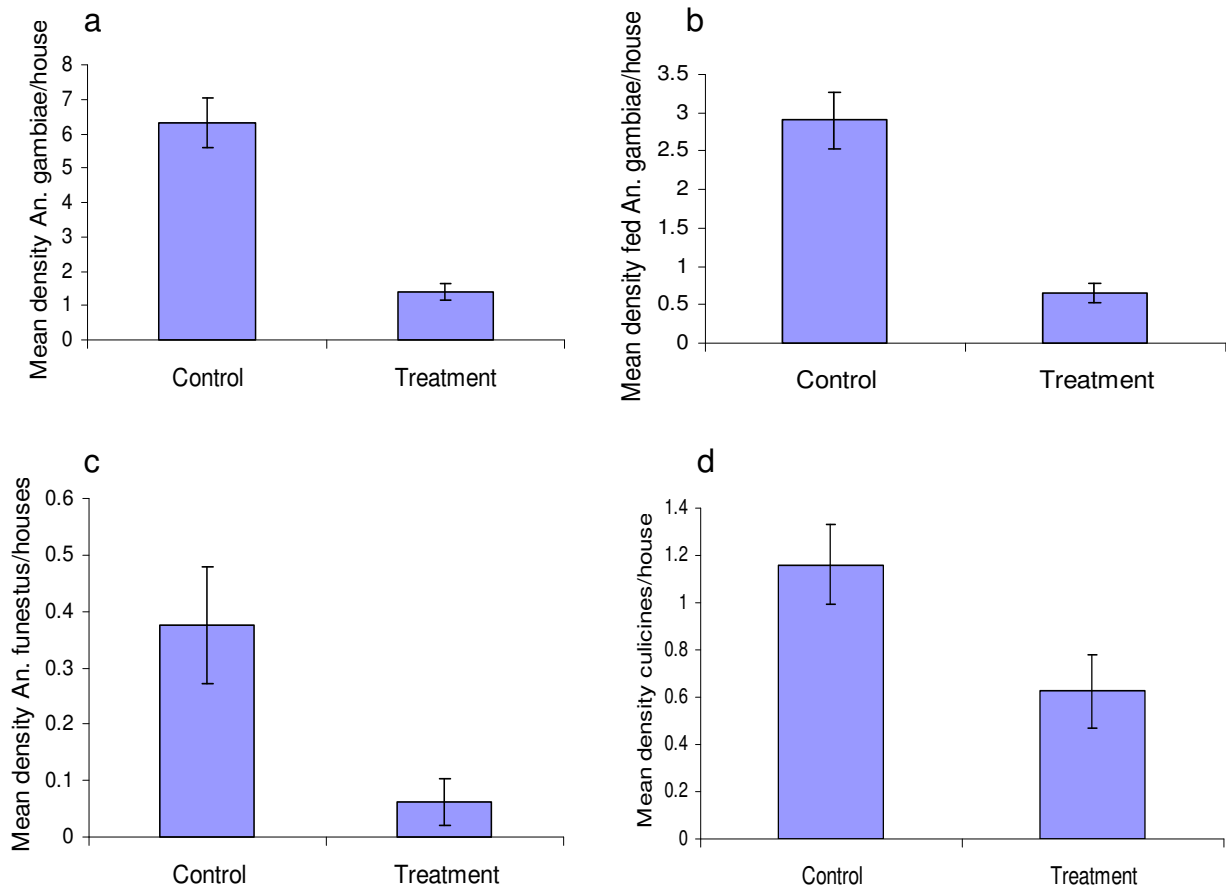 a
Mean density An. gambiae/house
8
7
6
5
4
3
2
1
0
Control
Treatment
b
Mean density fed An. gambiae/house
3.5
3
2.5
2
1.5
1
0.5
0
Control
Treatment
c
Mean density An. funestus/houses
0.6
0.5
0.4
0.3
0.2
0.1
0
Control
Treatment
d
Mean density culicines/house
1.4
1.2
1
0.8
0.6
0.4
0.2
0
Control
Treatment